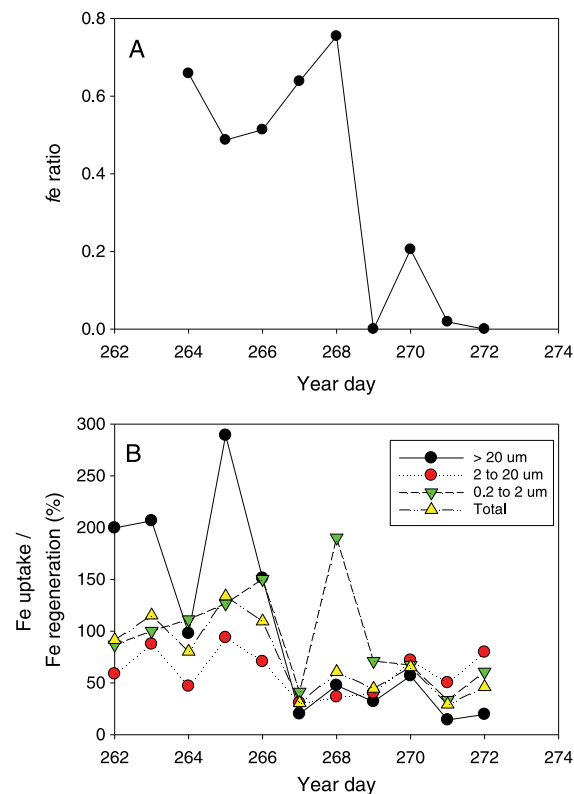 A
0.8
0.6
0.4
0.2
0.0
fe ratio
262 264 266 268 270 272 274
Year day
B
300
250
200
150
100
50
0
Fe uptake /
Fe regeneration (%)
> 20 um
2 to 20 um
0.2 to 2 um
Total
262 264 266 268 270 272 274
Year day